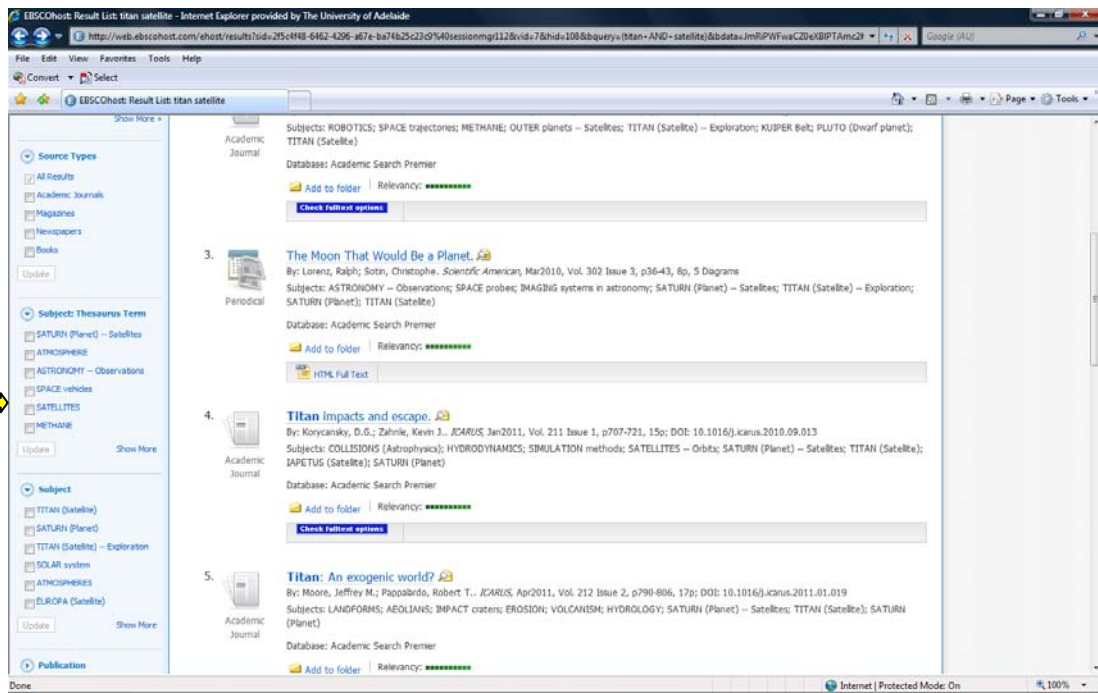 EBSCOhost: Result List: titan satellite - Internet Explorer provided by The University of Adelaide
Google (AU)
File Edit View Favorites Tools Help
Convert Select
EBSCOhost: Result List: titan satellite
Page Tools
Show More »
Source Types
All Results
Academic Journals
Magazines
Newspapers
Books
Update
Subject: Thesaurus Term
SATURN (Planet) -- Satellites
ATMOSPHERE
ASTRONOMY -- Observations
SPACE vehicles
SATELLITES
METHANE
Update Show More
Subject
TITAN (Satellite)
SATURN (Planet)
TITAN (Satellite) -- Exploration
SOLAR system
ATMOSPHERES
EUROPA (Satellite)
Update Show More
Publication
Academic Journal
Subjects: ROBOTICS; SPACE trajectories; METHANE; OUTER planets -- Satellites; TITAN (Satellite) -- Exploration; KUIPER Belt; PLUTO (Dwarf planet);
TITAN (Satellite)
Database: Academic Search Premier
Add to folder Relevancy:
Check fulltext options
3. The Moon That Would Be a Planet.
By: Lorenz, Ralph; Sotin, Christophe. Scientific American, Mar2010, Vol. 302 Issue 3, p36-43, 8p, 5 Diagrams
Periodical
Subjects: ASTRONOMY -- Observations; SPACE probes; IMAGING systems in astronomy; SATURN (Planet) -- Satellites; TITAN (Satellite) -- Exploration;
SATURN (Planet); TITAN (Satellite)
Database: Academic Search Premier
Add to folder Relevancy:
HTML Full Text
4. Titan Impacts and escape.
By: Korycansky, D.G.; Zahnle, Kevin J.. ICARUS, Jan2011, Vol. 211 Issue 1, p707-721, 15p; DOI: 10.1016/j.icarus.2010.09.013
Academic Journal
Subjects: COLLISIONS (Astrophysics); HYDRODYNAMICS; SIMULATION methods; SATELLITES -- Orbits; SATURN (Planet) -- Satellites; TITAN (Satellite);
IAPETUS (Satellite); SATURN (Planet)
Database: Academic Search Premier
Add to folder Relevancy:
Check fulltext options
5. Titan: An exogenic world?
By: Moore, Jeffrey M.; Pappalardo, Robert T.. ICARUS, Apr2011, Vol. 212 Issue 2, p790-806, 17p; DOI: 10.1016/j.icarus.2011.01.019
Academic Journal
Subjects: LANDFORMS; AEOLIANS; IMPACT craters; EROSION; VOLCANISM; HYDROLOGY; SATURN (Planet) -- Satellites; TITAN (Satellite); SATURN
(Planet)
Database: Academic Search Premier
Add to folder Relevancy:
Done Internet | Protected Mode: On 100%